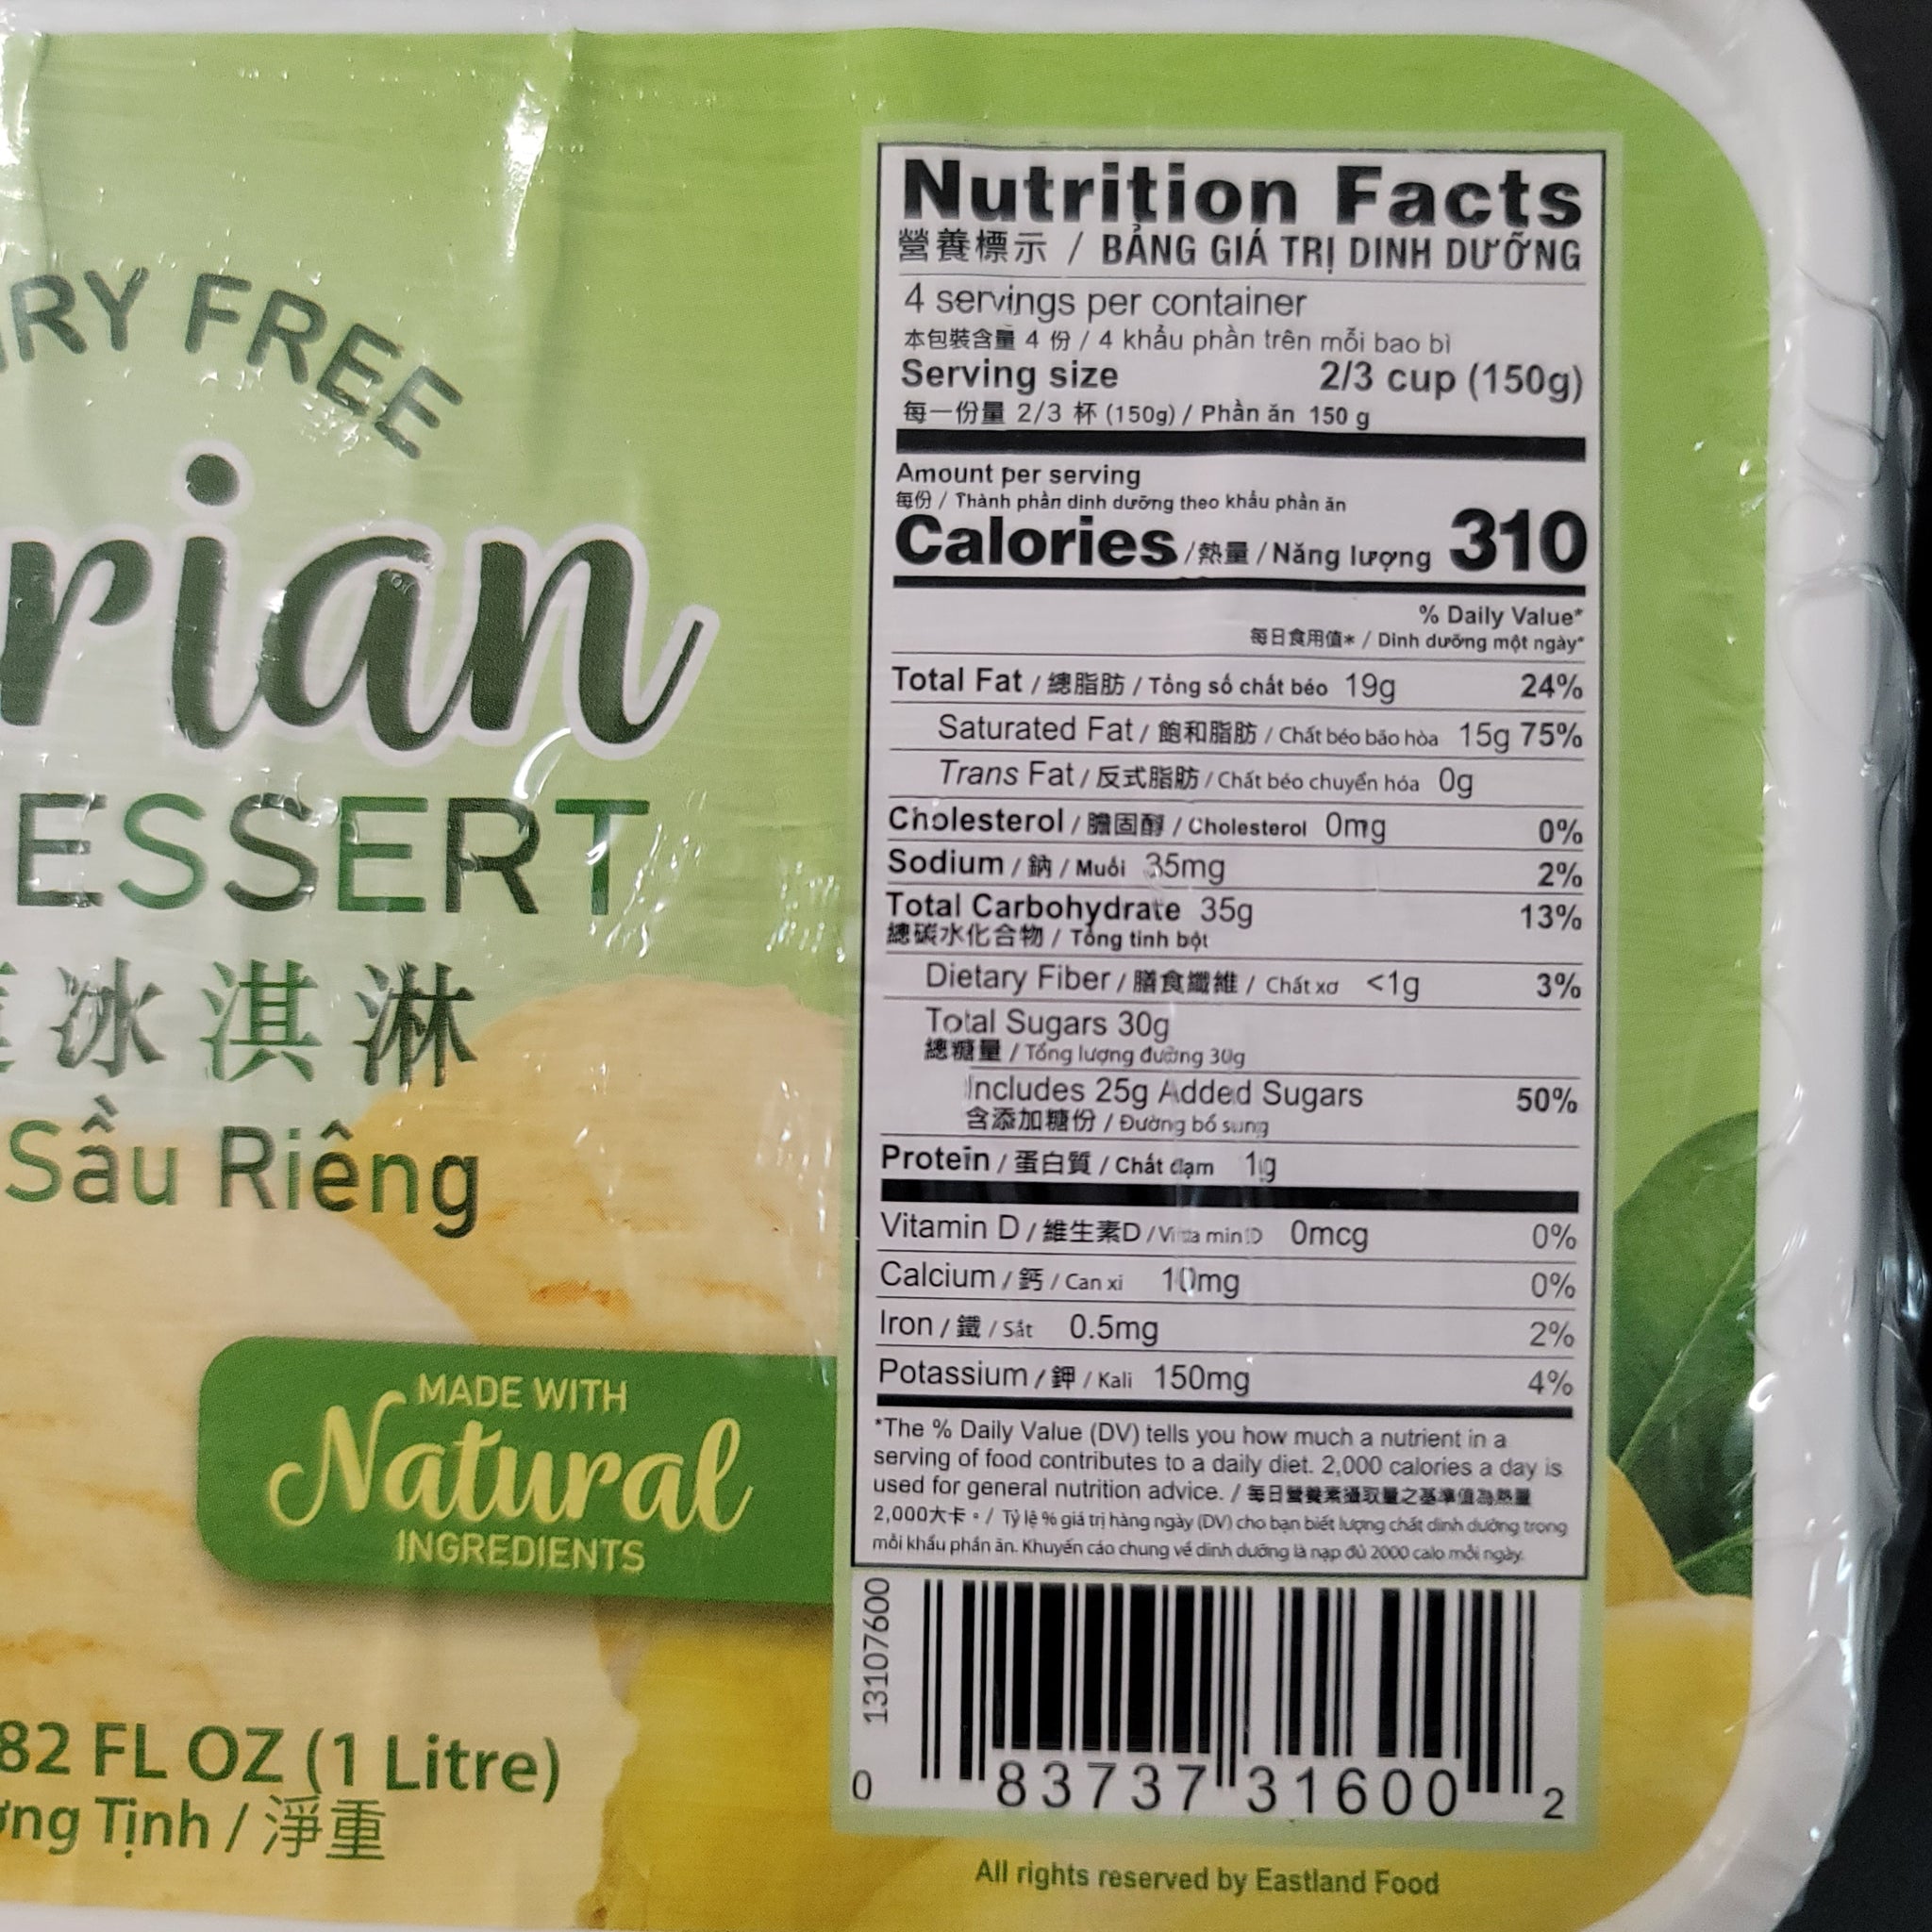 RY FREE
rian
ESSERT
冰淇淋
Sầu Riêng
MADE WITH
Natural
INGREDIENTS
82 FL OZ (1 Litre)
ng Tịnh / 淨重
Nutrition Facts
營養標示 / BẢNG GIÁ TRỊ DINH DƯỠNG
4 servings per container
本包裝含量 4 份 / 4 khẩu phần trên mỗi bao bì
Serving size 2/3 cup (150g)
每一份量 2/3 杯 (150g) / Phần ăn 150 g
Amount per serving
每份 / Thành phần dinh dưỡng theo khẩu phần ăn
Calories / 熱量 / Năng lượng 310
% Daily Value*
每日食用值* / Dinh dưỡng một ngày*
Total Fat / 總脂肪 / Tổng số chất béo 19g 24%
Saturated Fat / 飽和脂肪 / Chất béo bão hòa 15g 75%
Trans Fat / 反式脂肪 / Chất béo chuyển hóa 0g
Cholesterol / 膽固醇 / Cholesterol 0mg 0%
Sodium / 鈉 / Muối 35mg 2%
Total Carbohydrate 35g 13%
總碳水化合物 / Tổng tinh bột
Dietary Fiber / 膳食纖維 / Chất xơ <1g 3%
Total Sugars 30g
總糖量 / Tổng lượng đường 30g
Includes 25g Added Sugars 50%
含添加糖份 / Đường bổ sung
Protein / 蛋白質 / Chất đạm 1g
Vitamin D / 維生素D / Vitamin D 0mcg 0%
Calcium / 鈣 / Can xi 10mg 0%
Iron / 鐵 / Sắt 0.5mg 2%
Potassium / 鉀 / Kali 150mg 4%
*The % Daily Value (DV) tells you how much a nutrient in a
serving of food contributes to a daily diet. 2,000 calories a day is
used for general nutrition advice. / 每日營養素攝取量之基準值為熱量
2,000大卡。/ Tỷ lệ % giá trị hàng ngày (DV) cho bạn biết lượng chất dinh dưỡng trong
mỗi khẩu phần ăn. Khuyến cáo chung về dinh dưỡng là nạp đủ 2000 calo mỗi ngày.
13107600
0 83737 31600 2
All rights reserved by Eastland Food